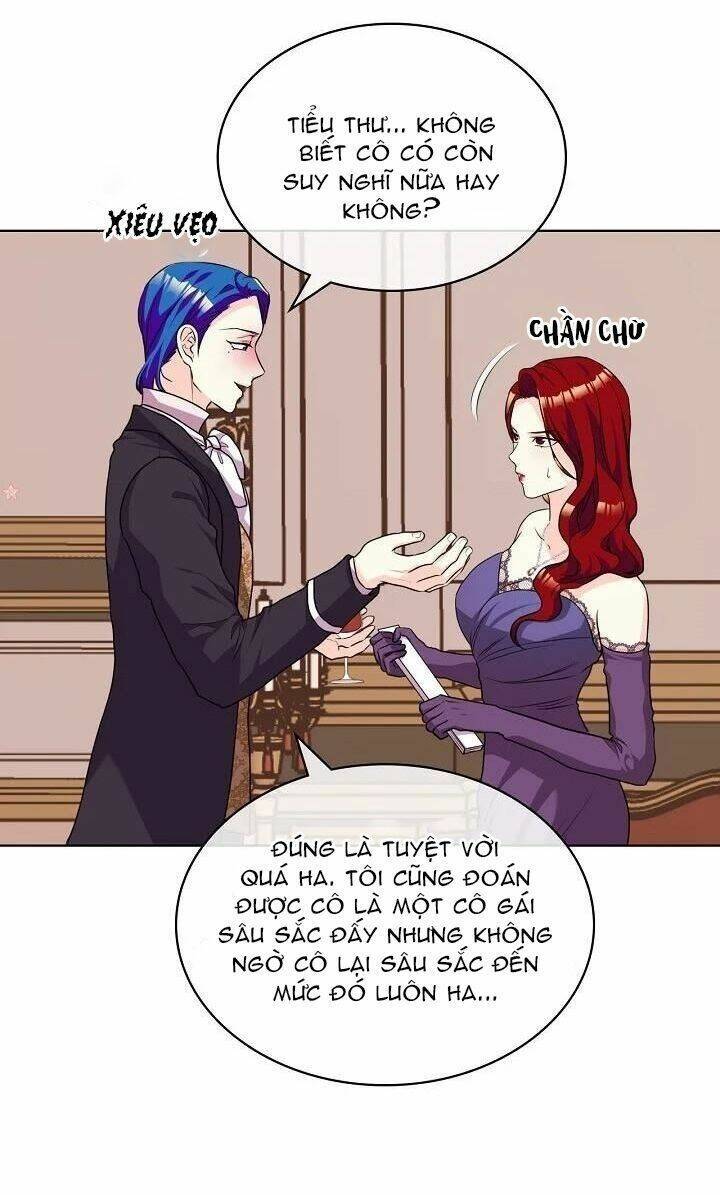 TIỂU THƯ... KHÔNG
BIẾT CÔ CÓ CÒN
SUY NGHĨ NỮA HAY
KHÔNG?
XIÊU VẸO
CHẦN CHỪ
ĐÚNG LÀ TUYỆT VỜI
QUÁ HA. TÔI CŨNG ĐOÁN
ĐƯỢC CÔ LÀ MỘT CÔ GÁI
SÂU SẮC ĐẤY NHƯNG KHÔNG
NGỜ CÔ LẠI SÂU SẮC ĐẾN
MỨC ĐÓ LUÔN HA...